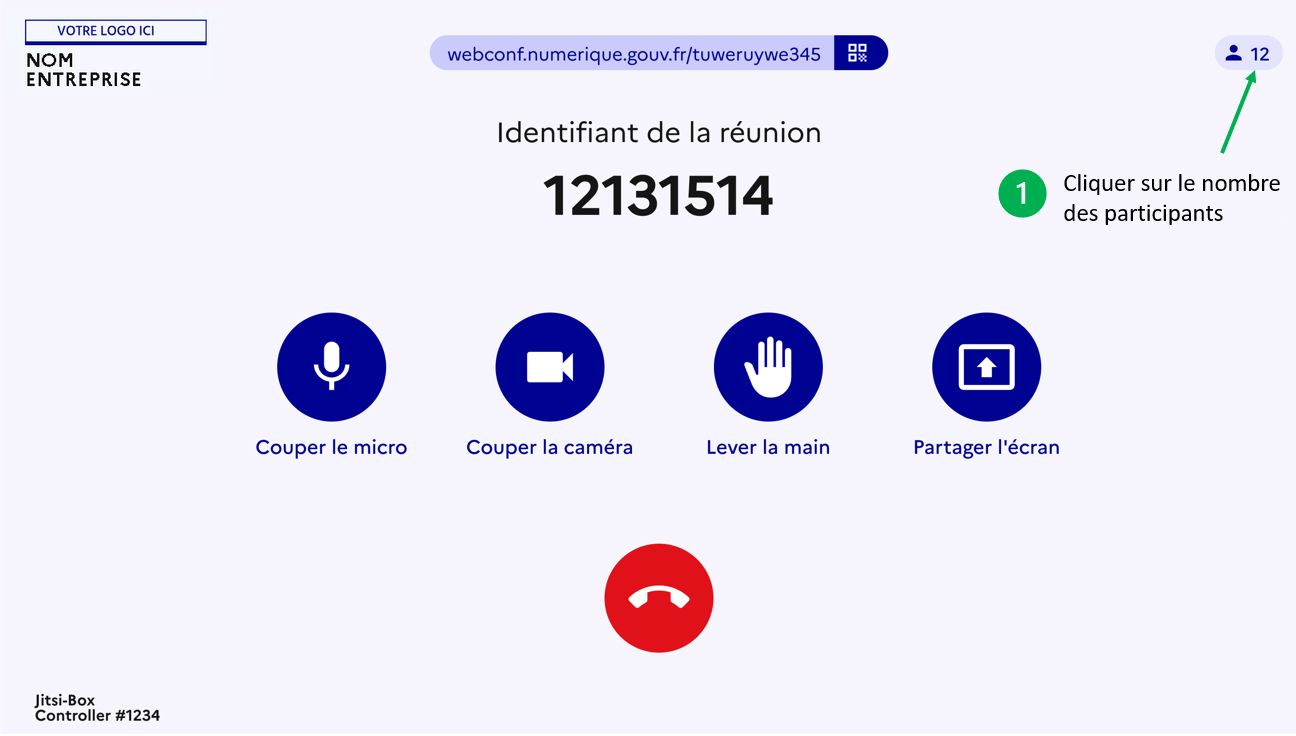 VOTRE LOGO ICI
NOM
ENTREPRISE
webconf.numerique.gouv.fr/tuweruywe345
12
Identifiant de la réunion
12131514
1
Cliquer sur le nombre
des participants
Couper le micro
Couper la caméra
Lever la main
Partager l'écran
Jitsi-Box
Controller #1234